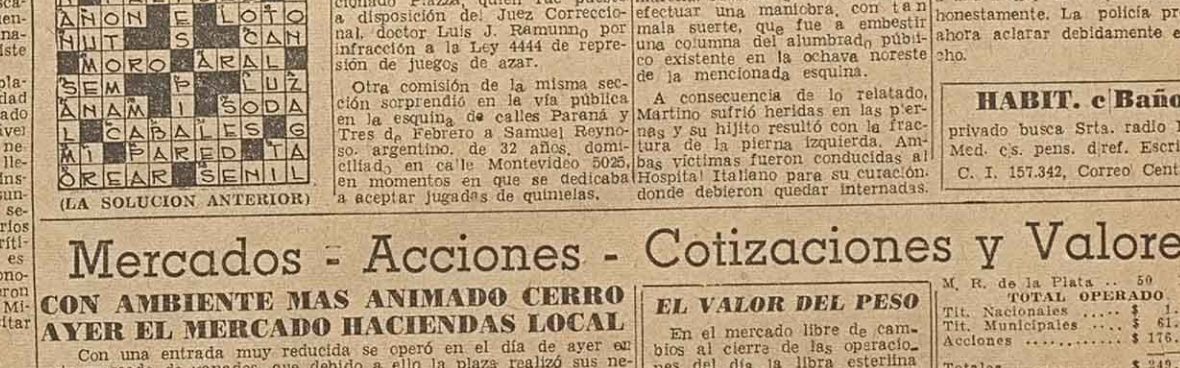 AÑON E LOTO
NUT S CAN
MORO ARAL
SEM P LUZ
ANAM I SODA
L CABALES G
MI PARED TA
OREAR SENIL
(LA SOLUCION ANTERIOR)
a disposición del Juez Correccio-
nal, doctor Luis J. Ramunno por
infracción a la Ley 4444 de repre-
sión de juegos de azar.
Otra comisión de la misma sec-
ción sorprendió en la vía pública
en la esquina de calles Paraná y
Tres de Febrero a Samuel Reyno-
so. argentino. de 32 años, domi-
ciliado en calle Montevideo 5025,
en momentos en que se dedicaba
a aceptar jugadas de quinielas.
efectuar una maniobra con tan
mala suerte, que fue a embestir
una columna del alumbrado públi-
co existente en la ochava noreste
de la mencionada esquina.
A consecuencia de lo relatado,
Martino sufrió heridas en las pier-
nas y su hijito resultó con la frac-
tura de la pierna izquierda. Am-
bas víctimas fueron conducidas al
Hospital Italiano para su curación.
donde debieron quedar internadas.
honestamente. La policía pr
ahora aclarar debidamente e
cho.
HABIT. c Baño
privado busca Srta. radio
Med. c/s. pens. d/ref. Escri
C. I. 157.342, Correo Cent
Mercados - Acciones - Cotizaciones y Valore
CON AMBIENTE MAS ANIMADO CERRO
AYER EL MERCADO HACIENDAS LOCAL
Con una entrada muy reducida se operó en el día de ayer en
que debido a ello la plaza realizó sus ne-
EL VALOR DEL PESO
En el mercado libre de cam-
bios al cierre de las operacio-
nes del día la libra esterlina
M. R. de la Plata .. 50
TOTAL OPERADO
Tit. Nacionales ..... $ 1.
Tit. Municipales .... $ 61.
Acciones ........... $ 176.